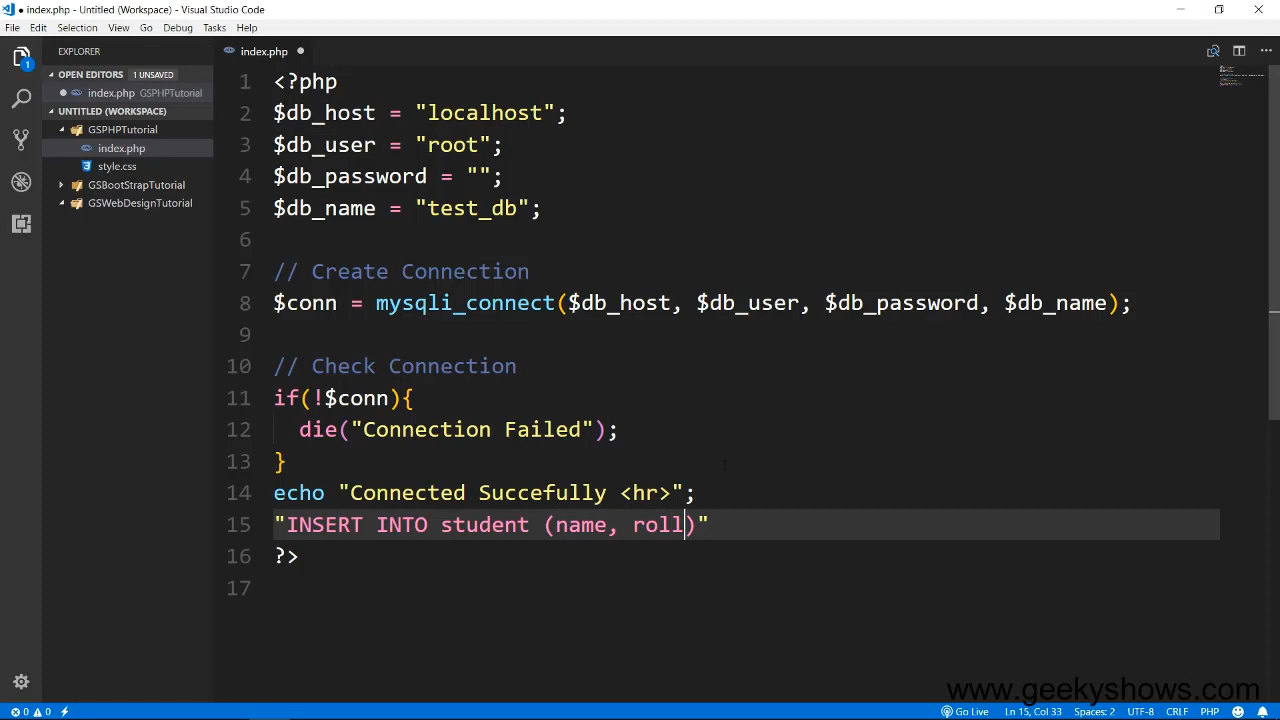 ● index.php - Untitled (Workspace) - Visual Studio Code
File Edit Selection View Go Debug Tasks Help
EXPLORER
index.php ●
OPEN EDITORS 1 UNSAVED
● index.php GSPHPTutorial
UNTITLED (WORKSPACE)
GSPHPTutorial
index.php
style.css
GSBootStrapTutorial
GSWebDesignTutorial
1
1 <?php
2 $db_host = "localhost";
3 $db_user = "root";
4 $db_password = "";
5 $db_name = "test_db";
6
7 // Create Connection
8 $conn = mysqli_connect($db_host, $db_user, $db_password, $db_name);
9
10 // Check Connection
11 if(!$conn){
12 die("Connection Failed");
13 }
14 echo "Connected Succefully <hr>";
15 "INSERT INTO student (name, roll)"
16 ?>
17
www.geekyshows.com
0 0 Go Live Ln 15, Col 33 Spaces: 2 UTF-8 CRLF PHP